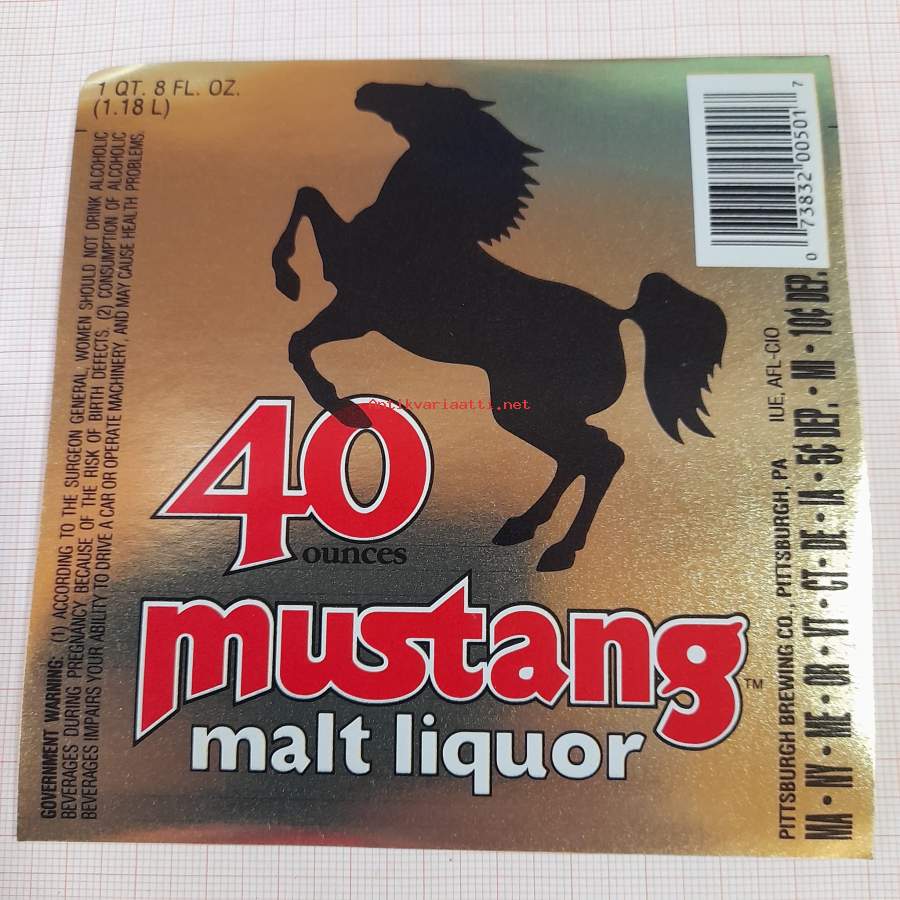 1 QT. 8 FL. OZ.
(1.18 L)
GOVERNMENT WARNING: (1) ACCORDING TO THE SURGEON GENERAL, WOMEN SHOULD NOT DRINK ALCOHOLIC
BEVERAGES DURING PREGNANCY BECAUSE OF THE RISK OF BIRTH DEFECTS. (2) CONSUMPTION OF ALCOHOLIC
BEVERAGES IMPAIRS YOUR ABILITY TO DRIVE A CAR OR OPERATE MACHINERY, AND MAY CAUSE HEALTH PROBLEMS.
0 73832 00501 7
Antikvariaatti.net
40
ounces
mustang TM
malt liquor
PITTSBURGH BREWING CO., PITTSBURGH, PA IUE, AFL-CIO
MA • NY • ME • OR • VT • CT • DE • IA • 5¢ DEP. • MI • 10¢ DEP.